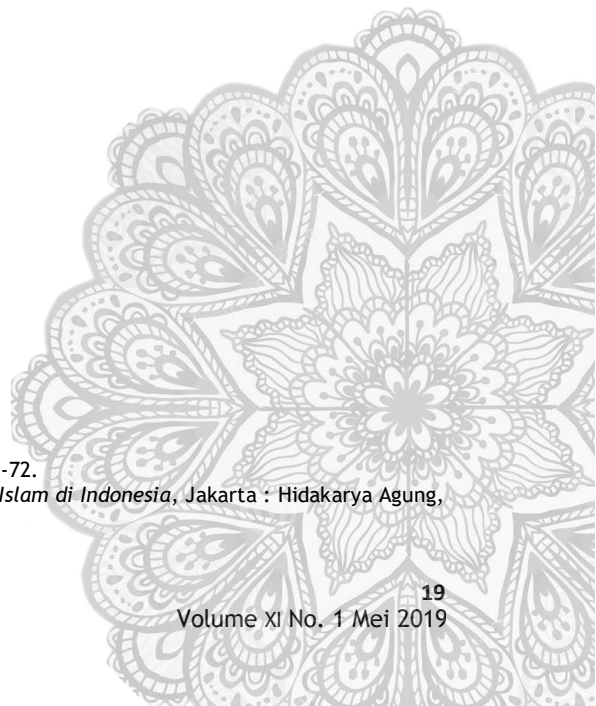 -72.
Islam di Indonesia, Jakarta : Hidakarya Agung,
19
Volume XI No. 1 Mei 2019